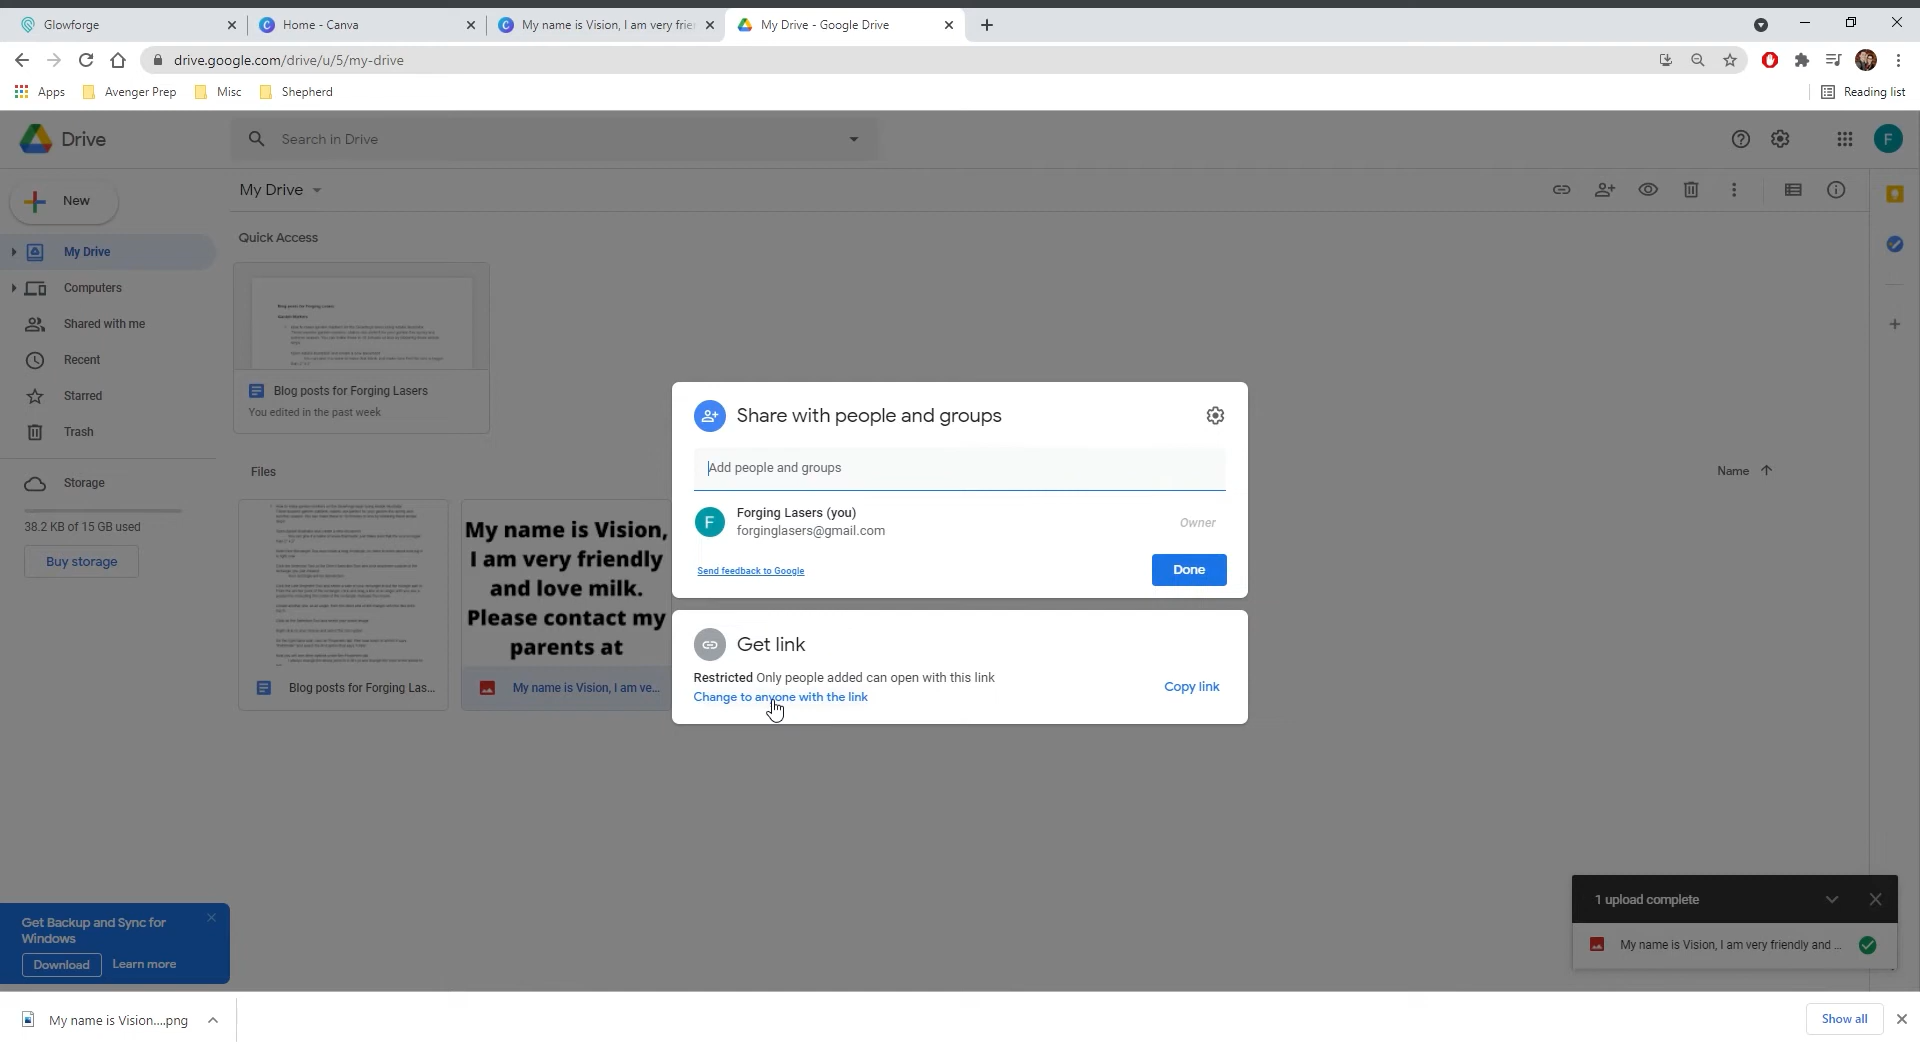 Glowforge
Home - Canva
My name is Vision, I am very frie
My Drive - Google Drive
drive.google.com/drive/u/5/my-drive
Apps
Avenger Prep
Misc
Shepherd
Reading list
Drive
Search in Drive
F
New
My Drive
My Drive
Computers
Shared with me
Recent
Starred
Trash
Storage
38.2 KB of 15 GB used
Buy storage
Quick Access
Blog posts for Forging Lasers
Blog posts for Forging Lasers
You edited in the past week
Files
Name
Blog posts for Forging Las...
My name is Vision,
I am very friendly
and love milk.
Please contact my
parents at
My name is Vision, I am ve...
Share with people and groups
Add people and groups
F
Forging Lasers (you)
forginglasers@gmail.com
Owner
Send feedback to Google
Done
Get link
Restricted Only people added can open with this link
Change to anyone with the link
Copy link
Get Backup and Sync for
Windows
Download
Learn more
1 upload complete
My name is Vision, I am very friendly and ...
My name is Vision....png
Show all